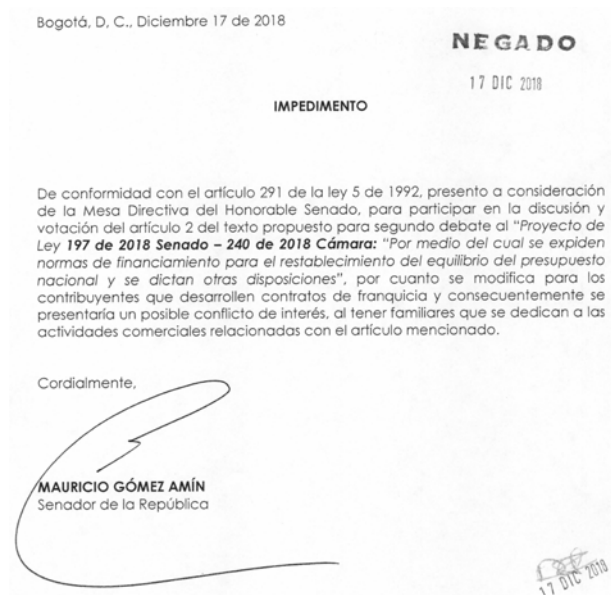 Bogotá, D. C., Diciembre 17 de 2018
NEGADO
17 DIC 2018
IMPEDIMENTO
De conformidad con el artículo 291 de la ley 5 de 1992, presento a consideración
de la Mesa Directiva del Honorable Senado, para participar en la discusión y
votación del artículo 2 del texto propuesto para segundo debate al "Proyecto de
Ley 197 de 2018 Senado – 240 de 2018 Cámara: "Por medio del cual se expiden
normas de financiamiento para el restablecimiento del equilibrio del presupuesto
nacional y se dictan otras disposiciones", por cuanto se modifica para los
contribuyentes que desarrollen contratos de franquicia y consecuentemente se
presentaría un posible conflicto de interés, al tener familiares que se dedican a las
actividades comerciales relacionadas con el artículo mencionado.
Cordialmente,
MAURICIO GÓMEZ AMÍN
Senador de la República
17 DIC 2018